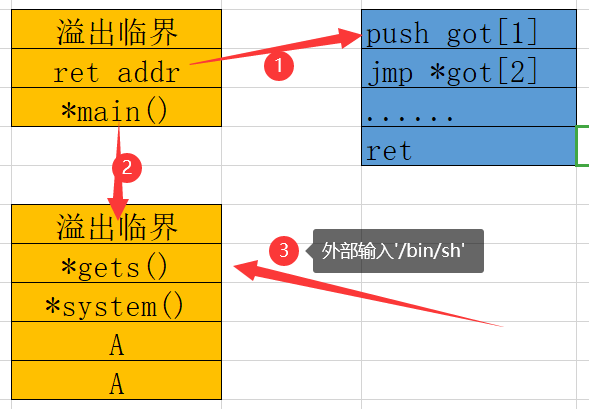 溢出临界
ret addr
*main()
push got[1]
jmp *got[2]
......
ret
1
2
溢出临界
*gets()
*system()
A
A
3
外部输入'/bin/sh'